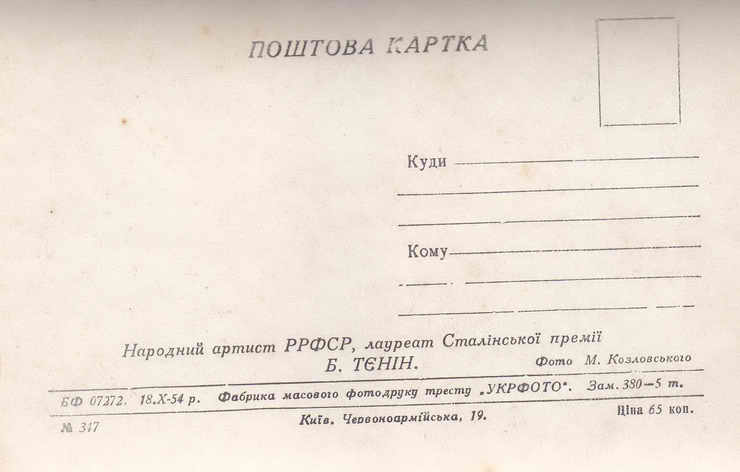 ПОШТОВА КАРТКА
Куди
Кому
Народний артист РРФСР, лауреат Сталінської премії
Б. ТЄНІН.
Фото М. Козловського
БФ 07272. 18.X-54 р. Фабрика масового фотодруку тресту „УКРФОТО". Зам. 380—5 т.
№ 347 Київ, Червоноармійська, 19. Ціна 65 коп.